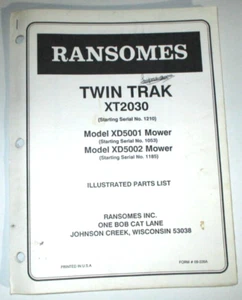 RANSOMES
TWIN TRAK
XT2030
(Starting Serial No. 1210)
Model XD5001 Mower
(Starting Serial No. 1053)
Model XD5002 Mower
(Starting Serial No. 1185)
ILLUSTRATED PARTS LIST
RANSOMES INC.
ONE BOB CAT LANE
JOHNSON CREEK, WISCONSIN 53038
PRINTED IN U.S.A.
FORM #